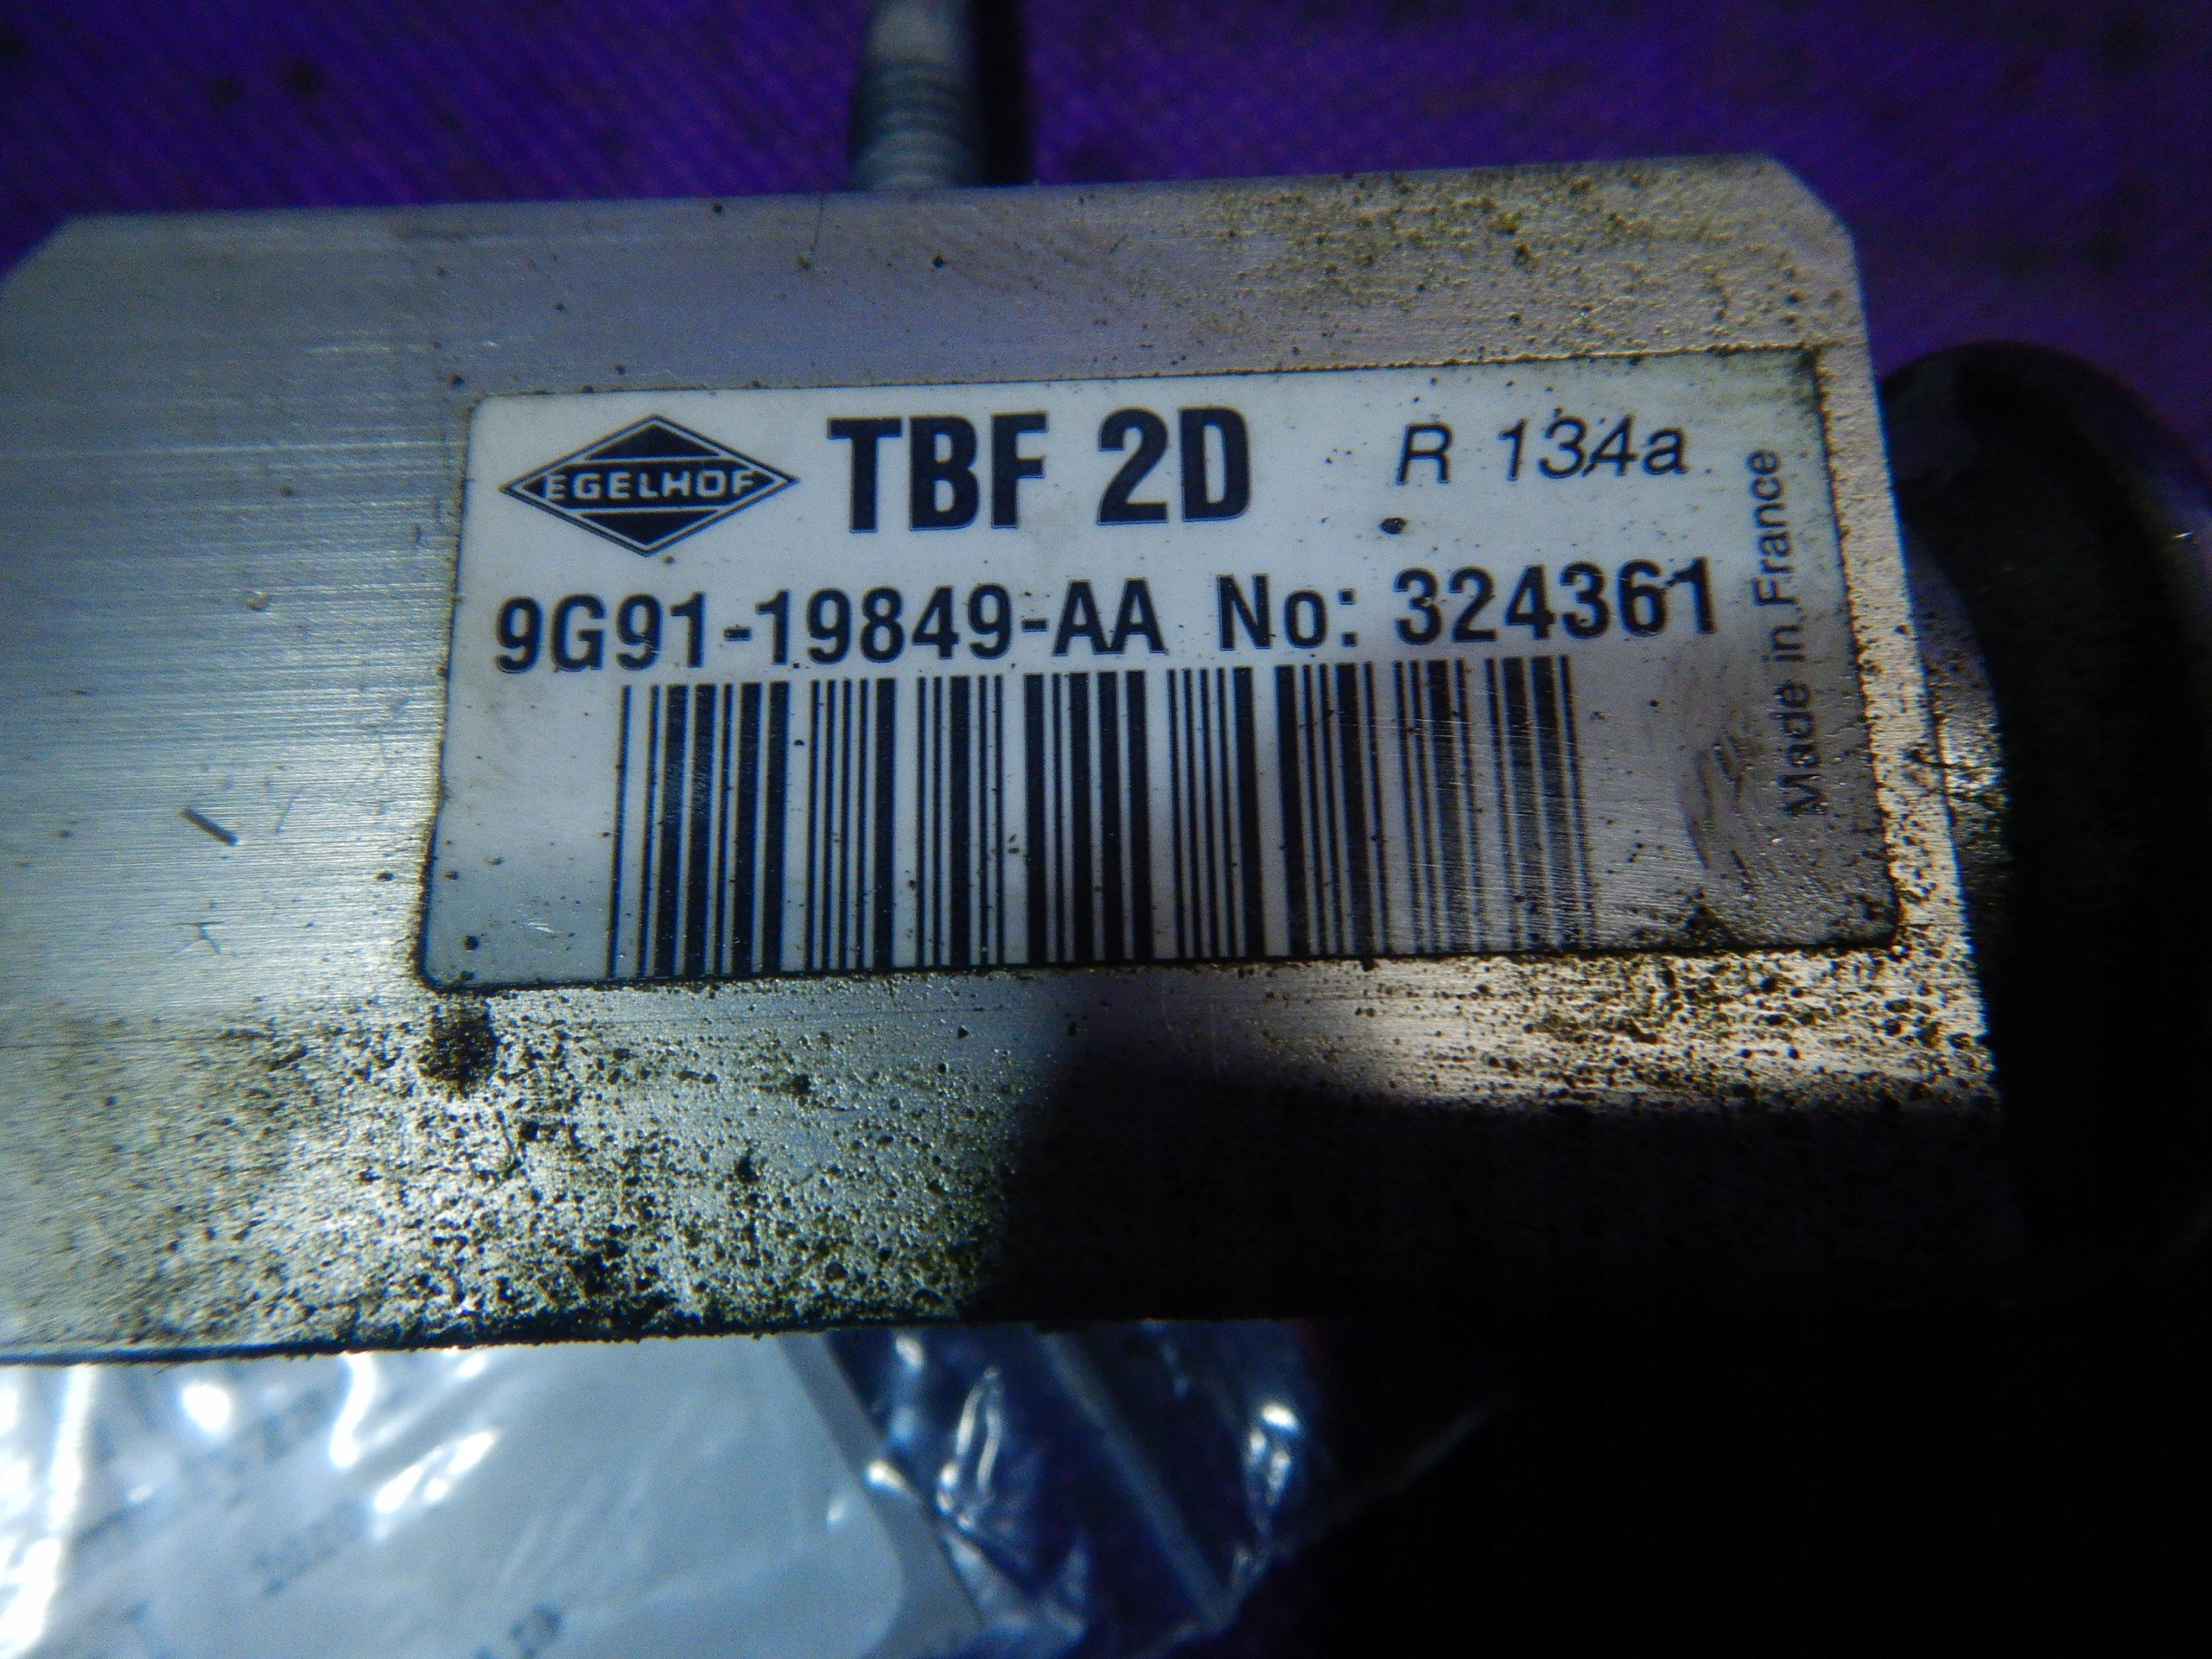 EGELHOF TBF 2D R 134a
9G91-19849-AA No: 324361
Made in France